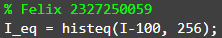 % Felix 2327250059
I_eq = histeq(I-100, 256);